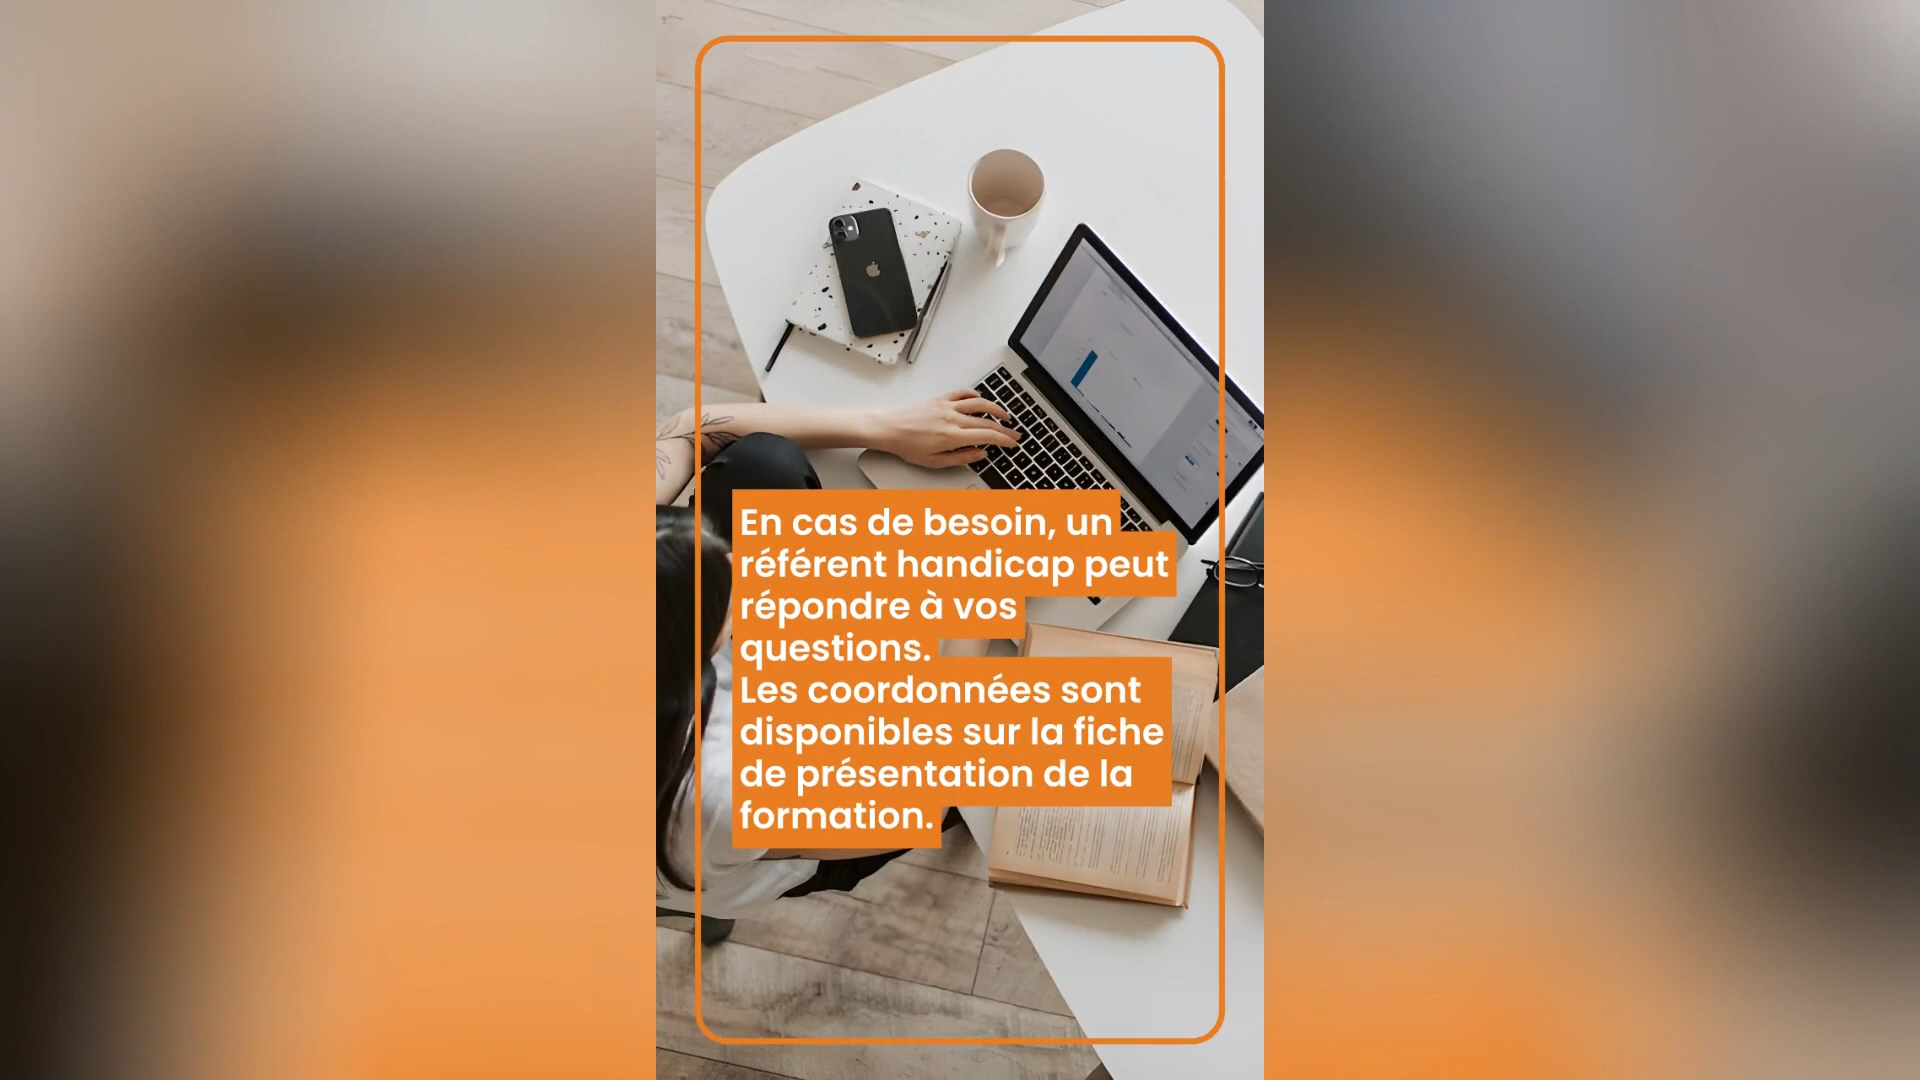 En cas de besoin, un
référent handicap peut
répondre à vos
questions.
Les coordonnées sont
disponibles sur la fiche
de présentation de la
formation.